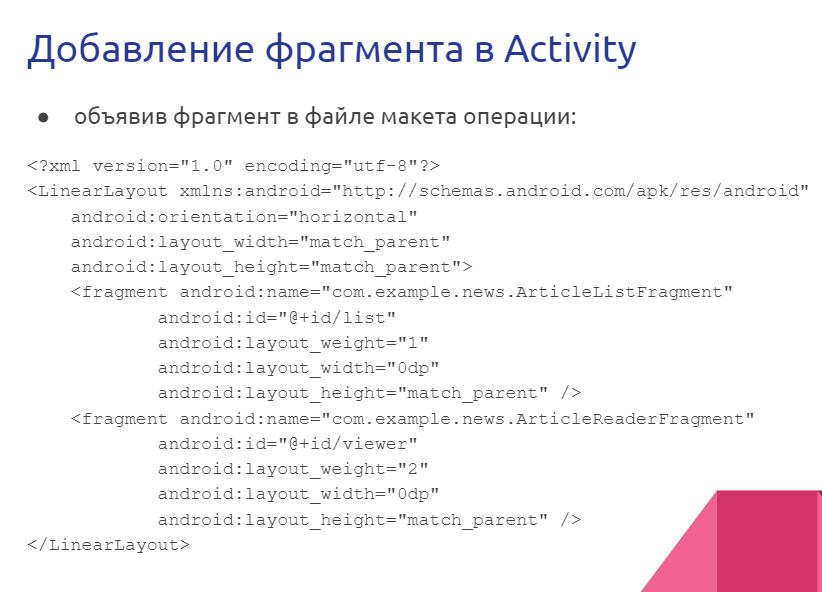 Добавление фрагмента в Activity
● объявив фрагмент в файле макета операции:
<?xml version="1.0" encoding="utf-8"?>
<LinearLayout xmlns:android="http://schemas.android.com/apk/res/android"
    android:orientation="horizontal"
    android:layout_width="match_parent"
    android:layout_height="match_parent">
    <fragment android:name="com.example.news.ArticleListFragment"
            android:id="@+id/list"
            android:layout_weight="1"
            android:layout_width="0dp"
            android:layout_height="match_parent" />
    <fragment android:name="com.example.news.ArticleReaderFragment"
            android:id="@+id/viewer"
            android:layout_weight="2"
            android:layout_width="0dp"
            android:layout_height="match_parent" />
</LinearLayout>